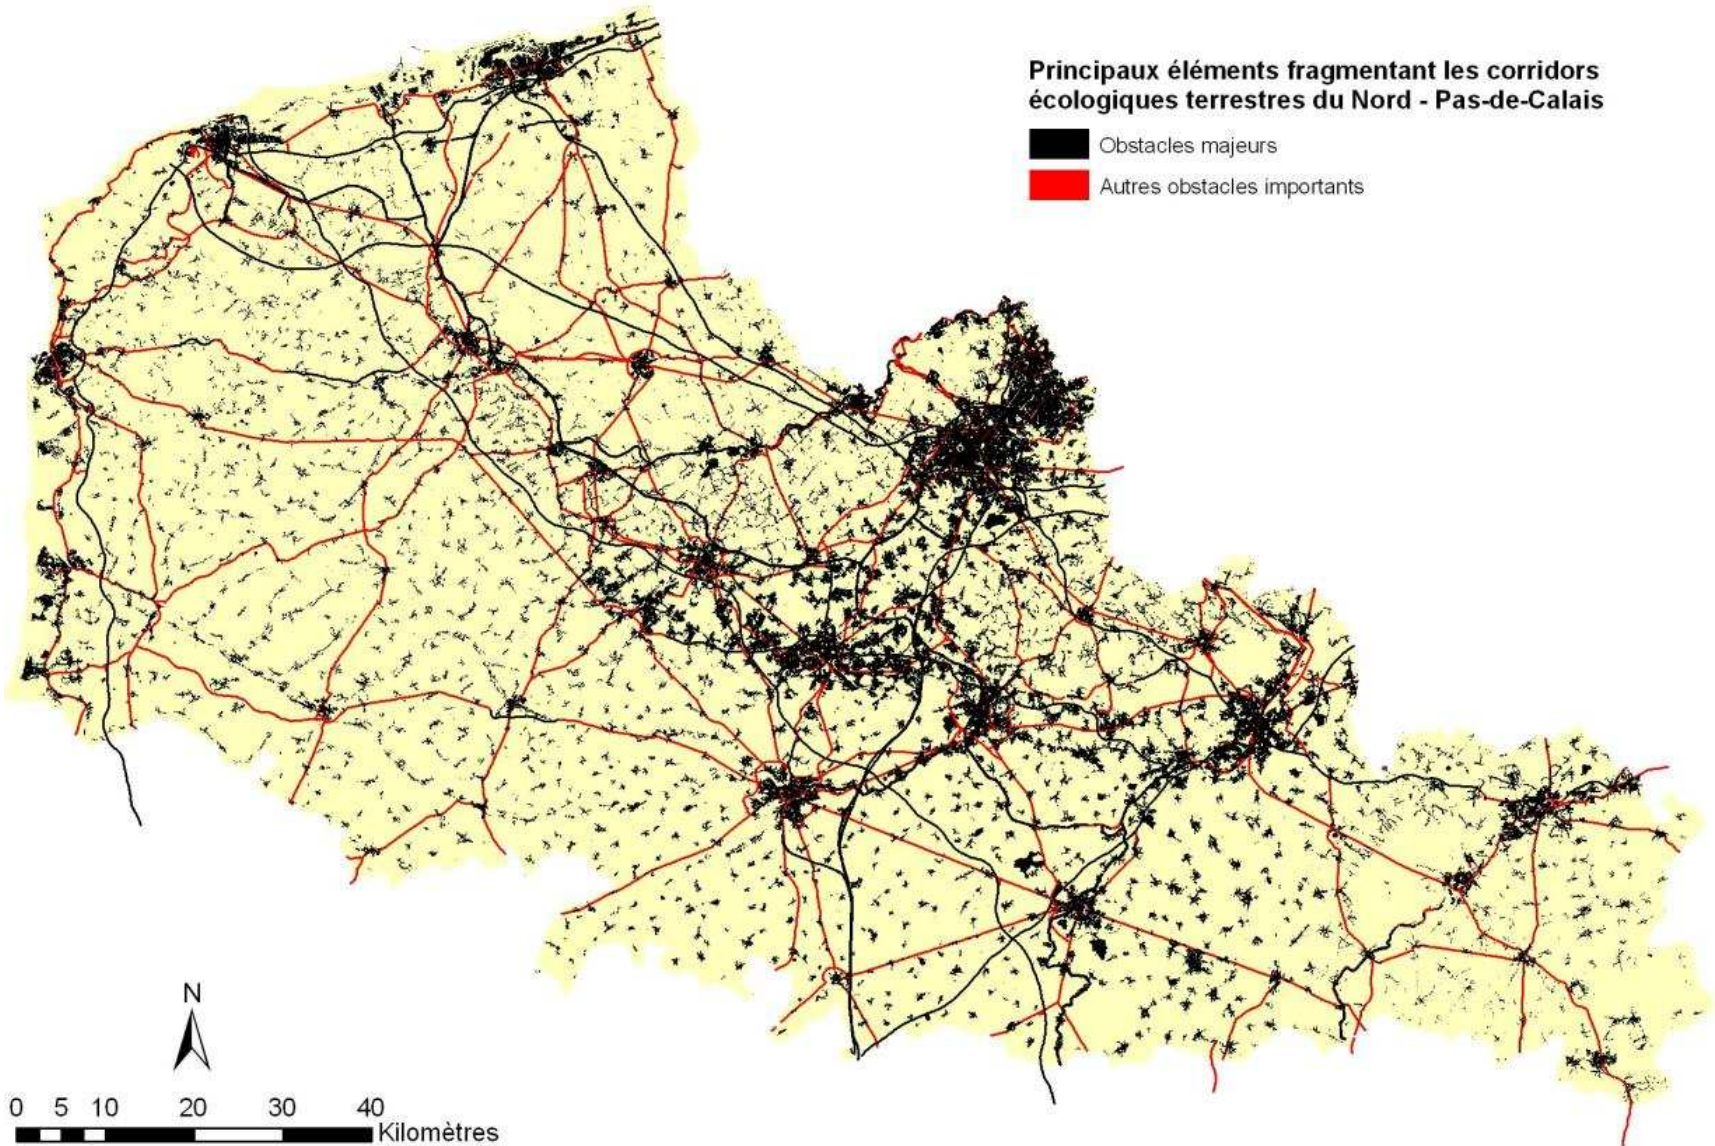 Principaux éléments fragmentant les corridors
écologiques terrestres du Nord - Pas-de-Calais
Obstacles majeurs
Autres obstacles importants
N
0 5 10 20 30 40
Kilomètres